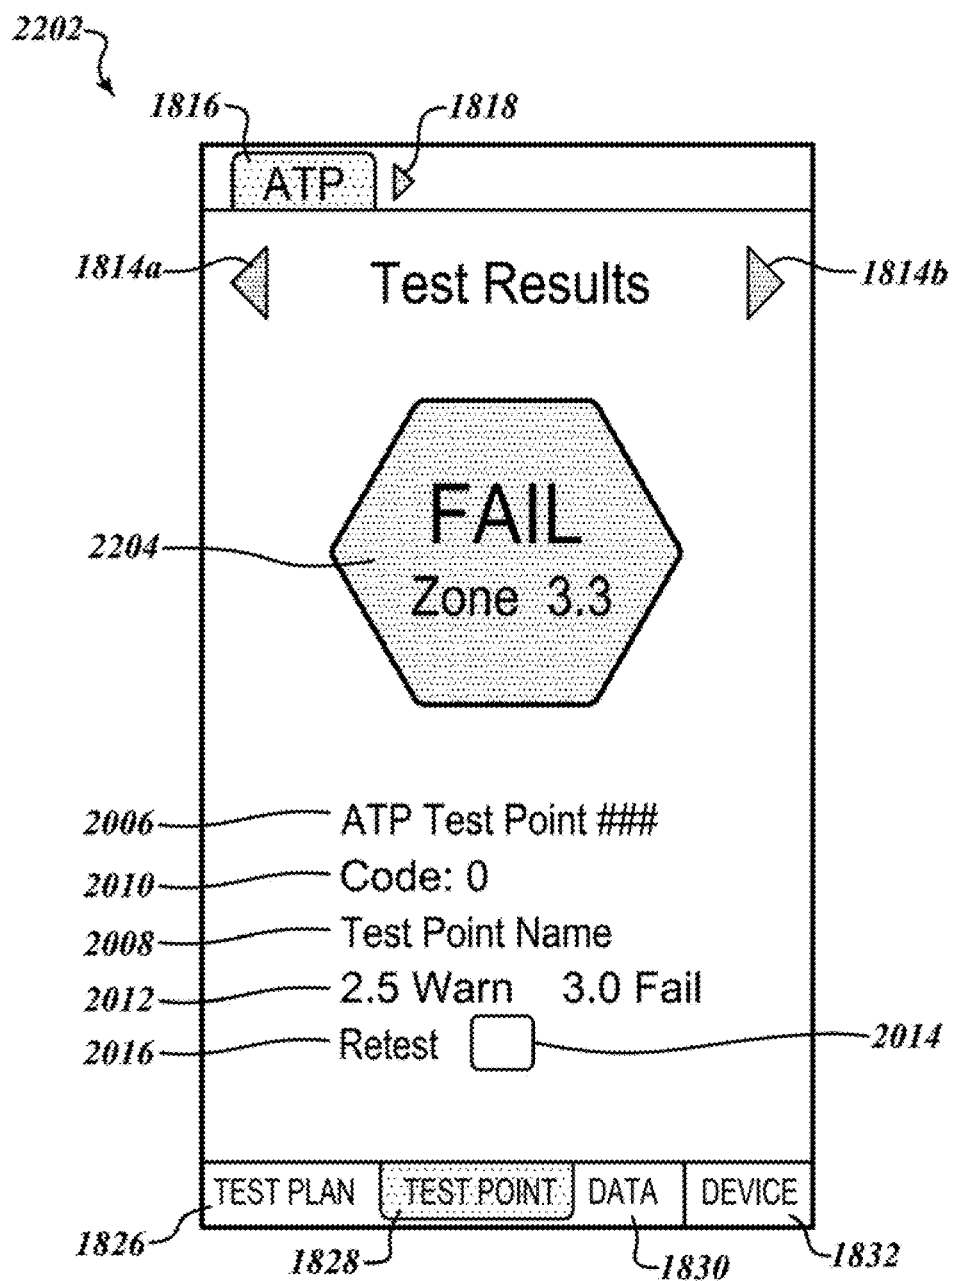 2202
1816
1818
ATP
1814a
Test Results
1814b
FAIL
2204
Zone 3.3
2006
ATP Test Point ###
2010
Code: 0
2008
Test Point Name
2012
2.5 Warn 3.0 Fail
2016
Retest
2014
TEST PLAN TEST POINT DATA DEVICE
1826
1828
1830
1832